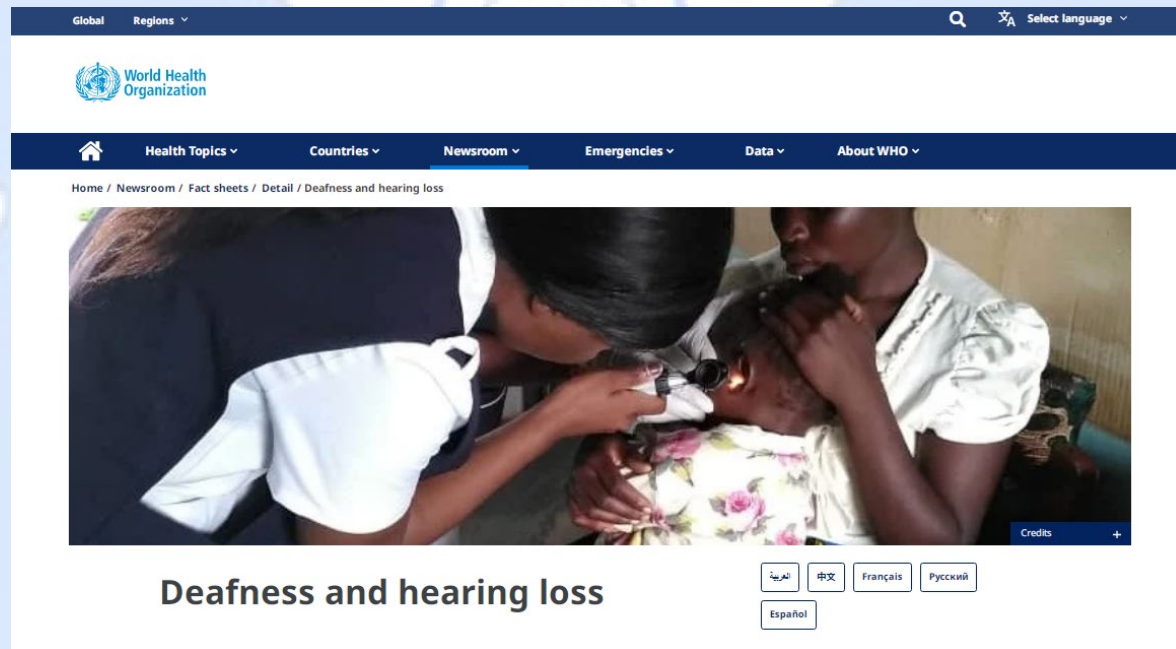 Global Regions
Select language
World Health
Organization
Health Topics Countries Newsroom Emergencies Data About WHO
Home / Newsroom / Fact sheets / Detail / Deafness and hearing loss
Credits +
Deafness and hearing loss
العربية 中文 Français Русский
Español